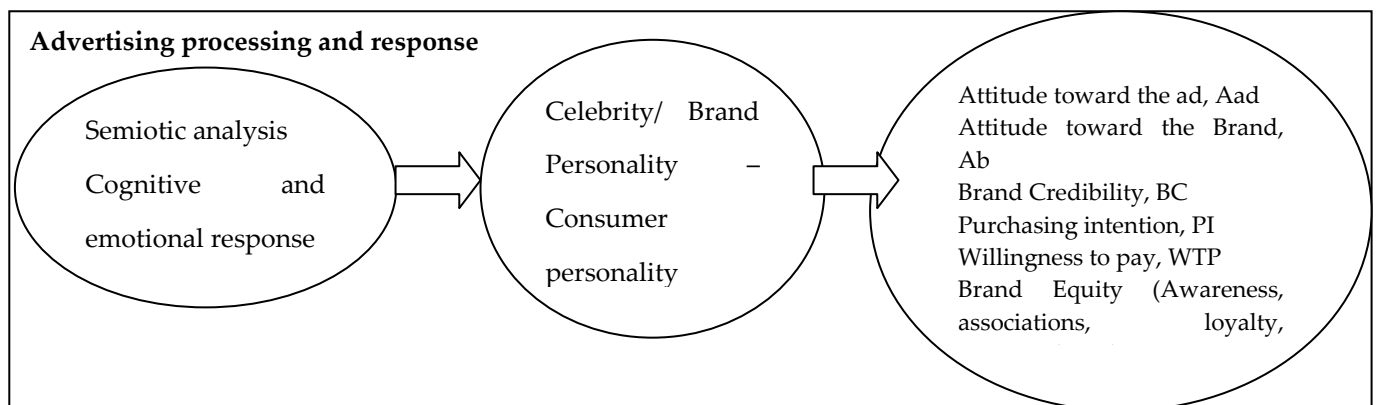 Advertising processing and response
Semiotic analysis
Cognitive and
emotional response
Celebrity/ Brand
Personality –
Consumer
personality
Attitude toward the ad, Aad
Attitude toward the Brand,
Ab
Brand Credibility, BC
Purchasing intention, PI
Willingness to pay, WTP
Brand Equity (Awareness,
associations, loyalty,